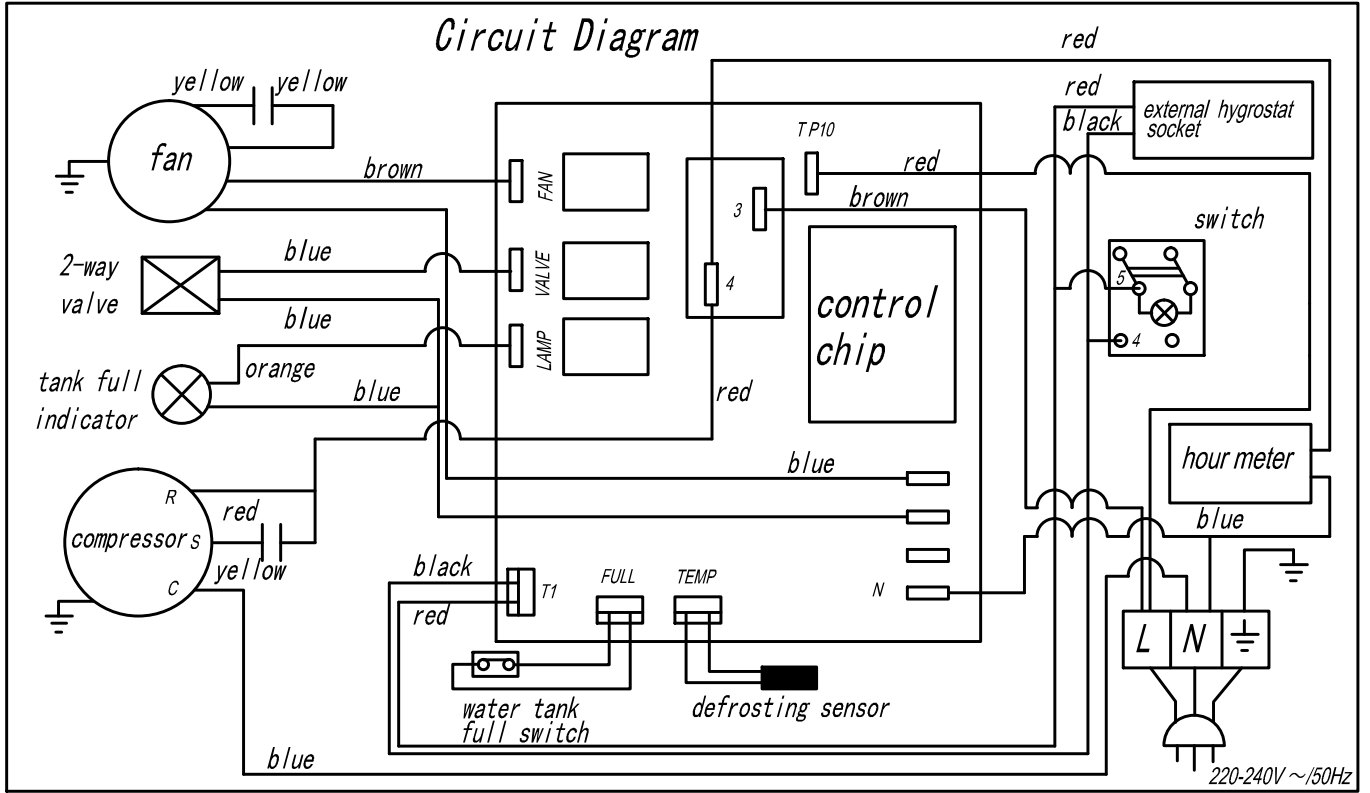 Circuit Diagram
red
yellow yellow
red
external hygrostat
socket
black
T P10
fan
brown
FAN
red
3
brown
switch
blue
2-way
valve
VALVE
4
5
control
chip
blue
LAMP
4
tank full
indicator
orange
blue
red
hour meter
blue
R
red
compressor S
yellow
C
blue
black
T1
red
FULL
TEMP
N
L N
water tank
full switch
defrosting sensor
blue
220-240V～/50Hz